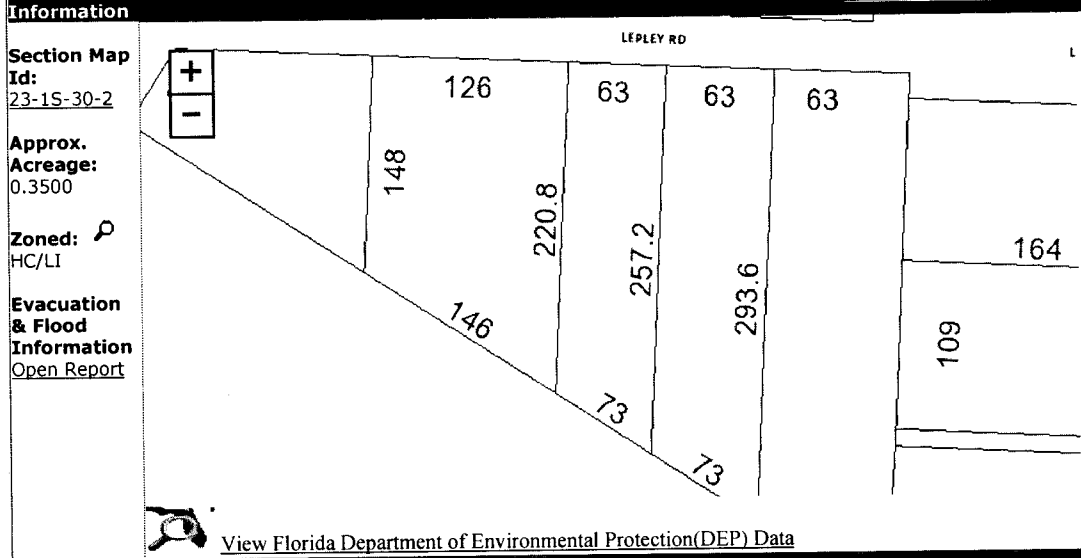 Information
Section Map
Id:
23-1S-30-2
Approx.
Acreage:
0.3500
Zoned:
HC/LI
Evacuation
& Flood
Information
Open Report
LEPLEY RD
L
+
−
126
63
63
63
148
220.8
257.2
293.6
164
146
109
73
73
View Florida Department of Environmental Protection(DEP) Data